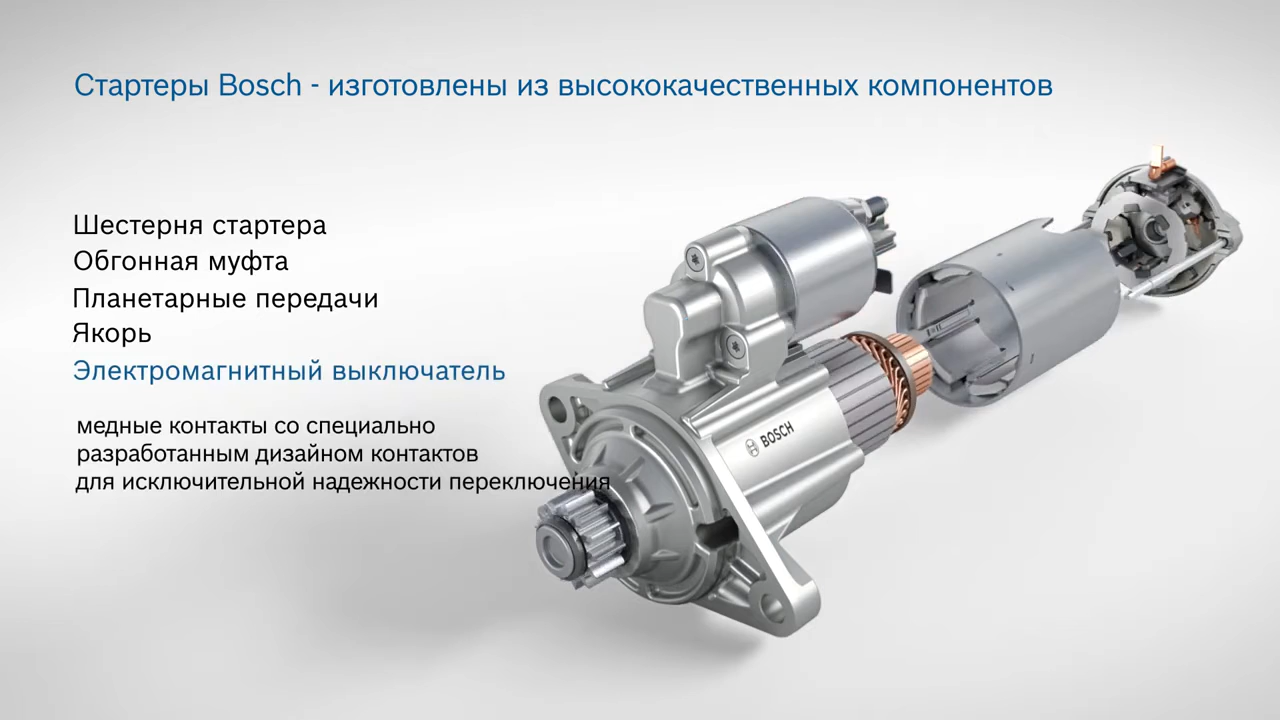 Стартеры Bosch - изготовлены из высококачественных компонентов
Шестерня стартера
Обгонная муфта
Планетарные передачи
Якорь
Электромагнитный выключатель
медные контакты со специально
разработанным дизайном контактов
для исключительной надежности переключения
BOSCH